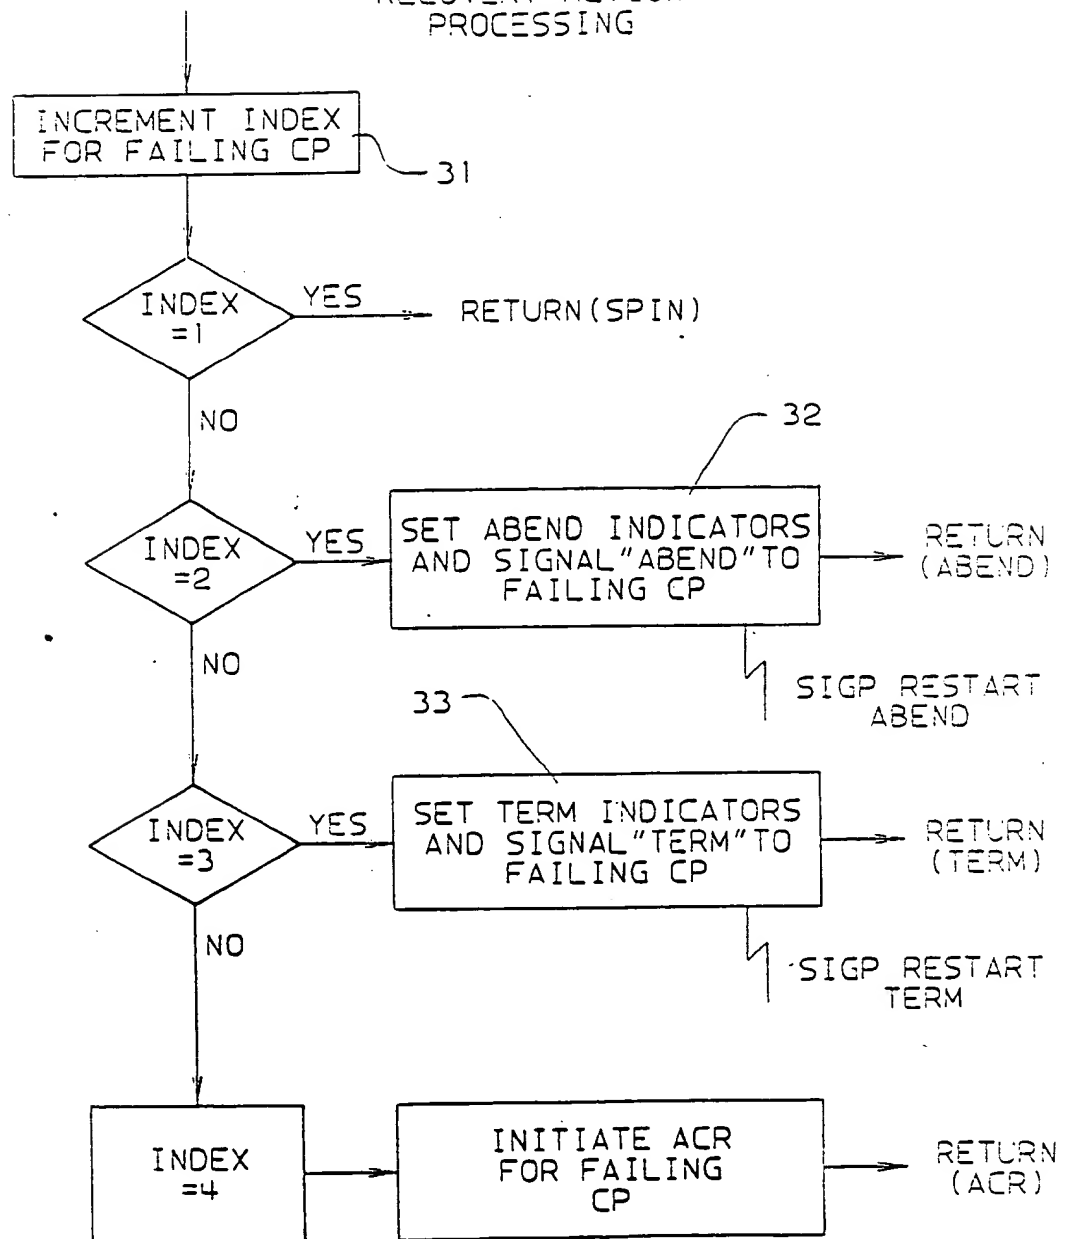 PROCESSING
INCREMENT INDEX
FOR FAILING CP
31
INDEX
=1
YES
RETURN(SPIN)
NO
32
INDEX
=2
YES
SET ABEND INDICATORS
AND SIGNAL"ABEND"TO
FAILING CP
RETURN
(ABEND)
NO
SIGP RESTART
ABEND
33
INDEX
=3
YES
SET TERM INDICATORS
AND SIGNAL"TERM"TO
FAILING CP
RETURN
(TERM)
NO
SIGP RESTART
TERM
INDEX
=4
INITIATE ACR
FOR FAILING
CP
RETURN
(ACR)